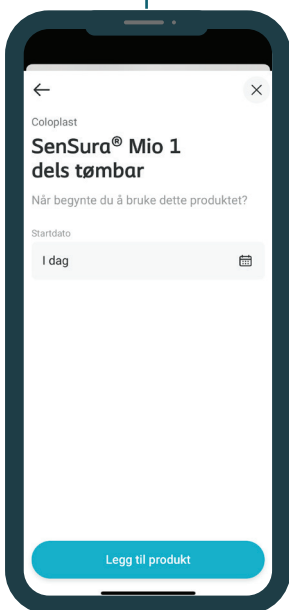 Coloplast
SenSura® Mio 1
dels tømbar
Når begynte du å bruke dette produktet?
Startdato
I dag
Legg til produkt